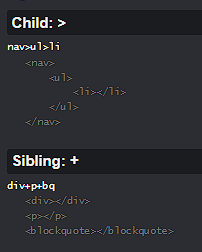 Child: >
nav>ul>li
<nav>
<ul>
<li></li>
</ul>
</nav>
Sibling: +
div+p+bq
<div></div>
<p></p>
<blockquote></blockquote>